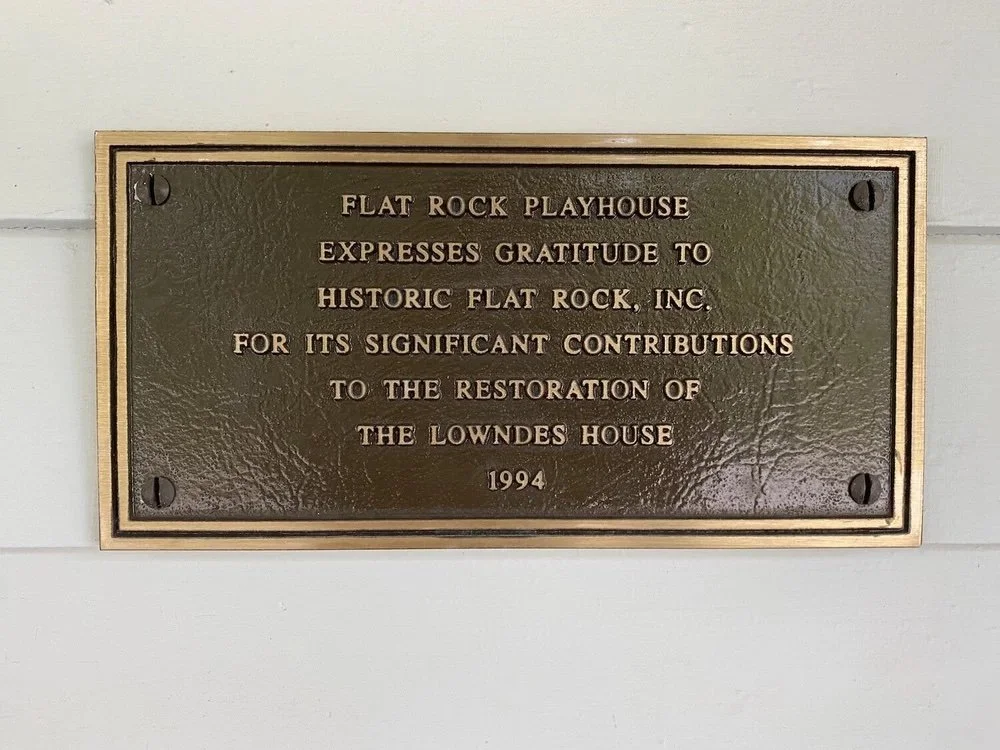 FLAT ROCK PLAYHOUSE
EXPRESSES GRATITUDE TO
HISTORIC FLAT ROCK, INC.
FOR ITS SIGNIFICANT CONTRIBUTIONS
TO THE RESTORATION OF
THE LOWNDES HOUSE
1994